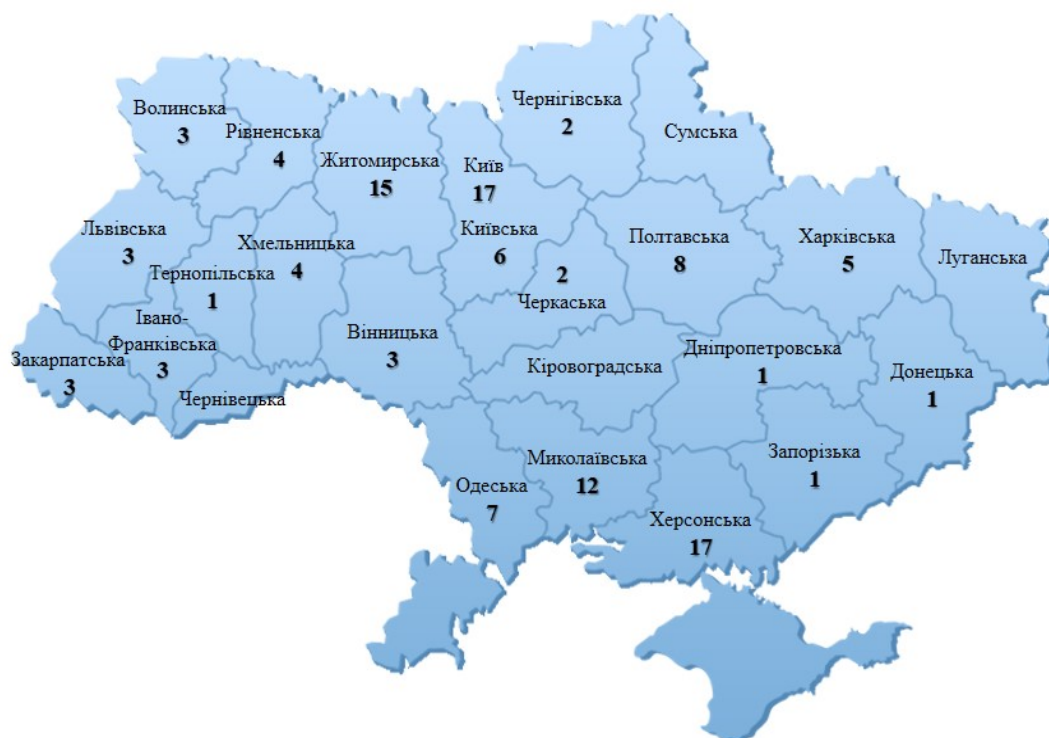 Волинська
3
Рівненська
4
Житомирська
15
Київ
17
Київська
6
Чернігівська
2
Сумська
Львівська
3
Тернопільська
1
Хмельницька
4
Вінницька
3
2
Черкаська
Полтавська
8
Харківська
5
Луганська
Закарпатська
3
Івано-
Франківська
3
Чернівецька
Кіровоградська
Дніпропетровська
1
Донецька
1
Одеська
7
Миколаївська
12
Херсонська
17
Запорізька
1